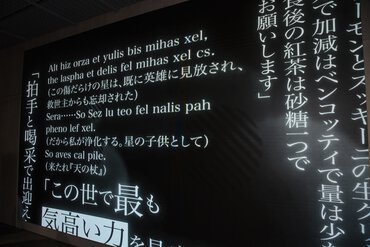 ーモンとズッキーニの生クリ
で加減はベンコッティで量は少な
食後の紅茶は砂糖二つで
お願いします」
Alt hiz orza et yulis bis mihas xel,
the laspha et delis fel mihas xel cs.
(この傷だらけの星は、既に英雄に見放され、
救世主からも忘却された)
Sera……So Sez lu teo fel nalis pah
pheno lef xel.
(だから私が浄化する。星の子供として)
So aves cal pile.
(来たれ『天の杖』)
「この世で最も
気高い力を見
「拍手と喝采で出迎え